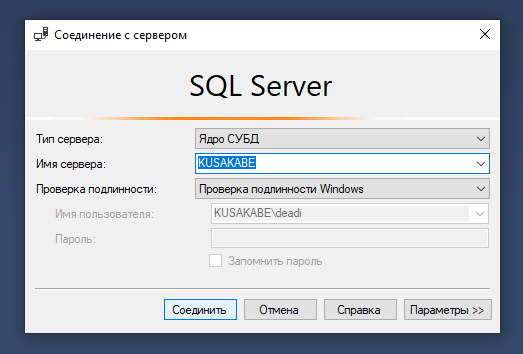 Соединение с сервером
SQL Server
Тип сервера: Ядро СУБД
Имя сервера: KUSAKABE
Проверка подлинности: Проверка подлинности Windows
Имя пользователя: KUSAKABE\deadi
Пароль:
Запомнить пароль
Соединить Отмена Справка Параметры >>